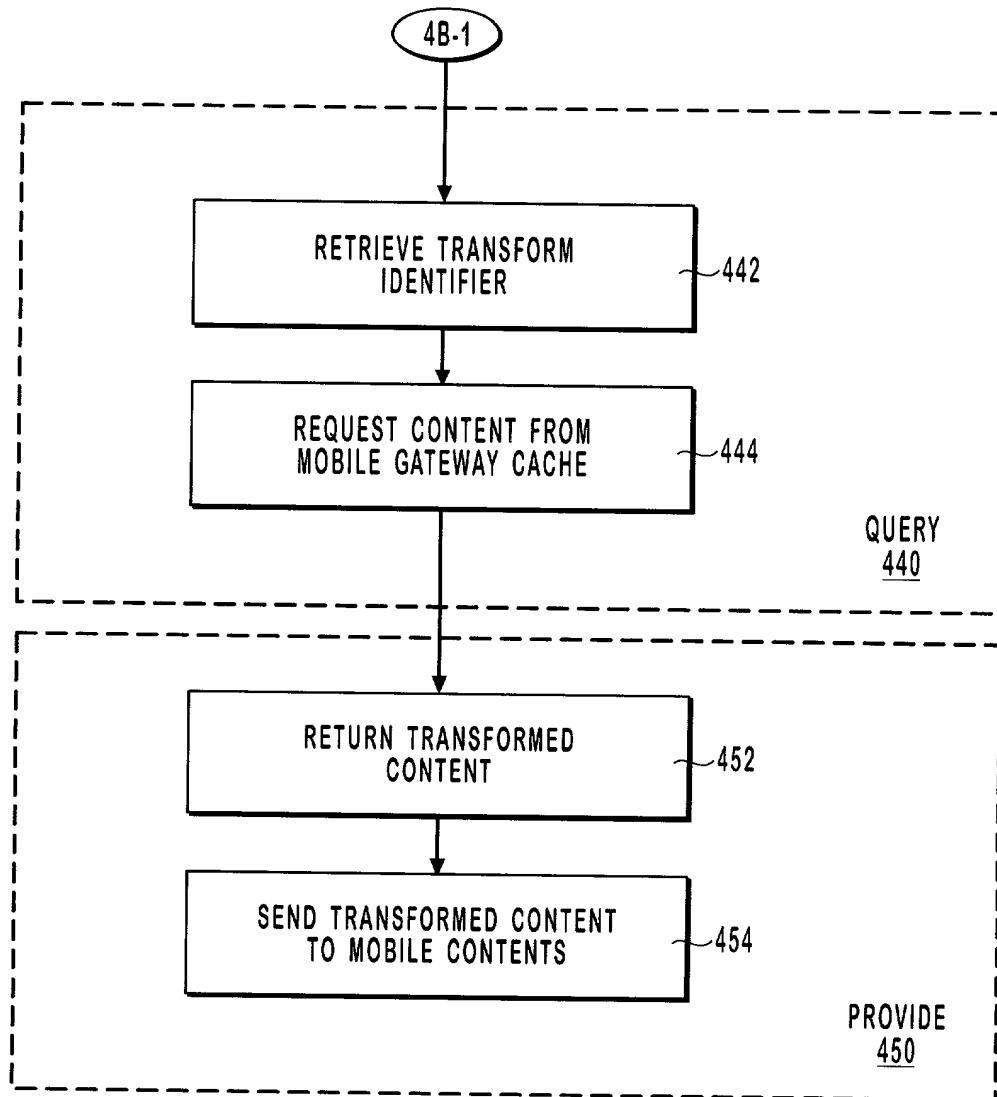 4B-1
RETRIEVE TRANSFORM
IDENTIFIER
442
REQUEST CONTENT FROM
MOBILE GATEWAY CACHE
444
QUERY
440
RETURN TRANSFORMED
CONTENT
452
SEND TRANSFORMED CONTENT
TO MOBILE CONTENTS
454
PROVIDE
450